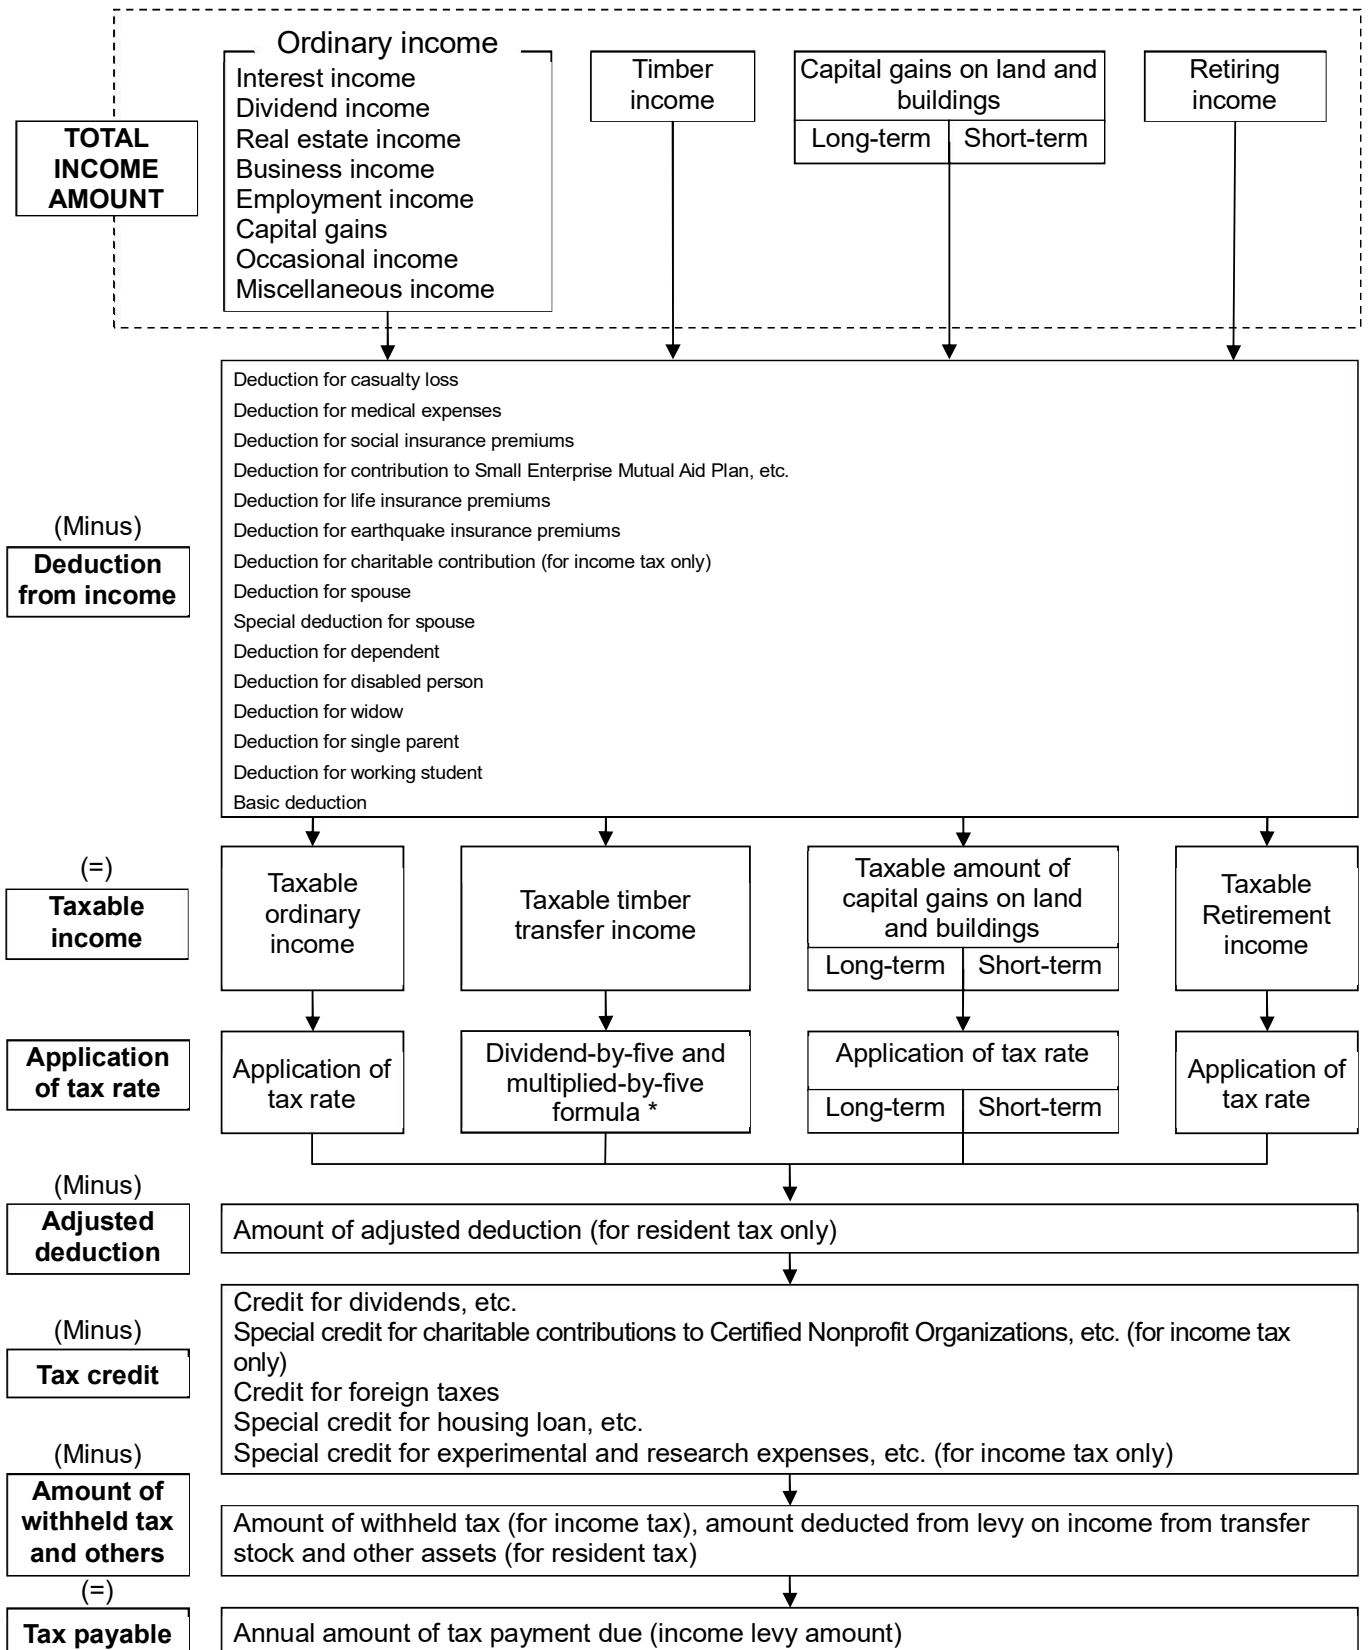 Ordinary income
Interest income
Dividend income
Real estate income
Business income
Employment income
Capital gains
Occasional income
Miscellaneous income
Timber
income
Capital gains on land and
buildings
Long-term
Short-term
Retiring
income
TOTAL
INCOME
AMOUNT
(Minus)
Deduction
from income
Deduction for casualty loss
Deduction for medical expenses
Deduction for social insurance premiums
Deduction for contribution to Small Enterprise Mutual Aid Plan, etc.
Deduction for life insurance premiums
Deduction for earthquake insurance premiums
Deduction for charitable contribution (for income tax only)
Deduction for spouse
Special deduction for spouse
Deduction for dependent
Deduction for disabled person
Deduction for widow
Deduction for single parent
Deduction for working student
Basic deduction
(=)
Taxable
income
Taxable
ordinary
income
Taxable timber
transfer income
Taxable amount of
capital gains on land
and buildings
Long-term
Short-term
Taxable
Retirement
income
Application
of tax rate
Application of
tax rate
Dividend-by-five and
multiplied-by-five
formula *
Application of tax rate
Long-term
Short-term
Application of
tax rate
(Minus)
Adjusted
deduction
Amount of adjusted deduction (for resident tax only)
(Minus)
Tax credit
Credit for dividends, etc.
Special credit for charitable contributions to Certified Nonprofit Organizations, etc. (for income tax
only)
Credit for foreign taxes
Special credit for housing loan, etc.
Special credit for experimental and research expenses, etc. (for income tax only)
(Minus)
Amount of
withheld tax
and others
Amount of withheld tax (for income tax), amount deducted from levy on income from transfer
stock and other assets (for resident tax)
(=)
Tax payable
Annual amount of tax payment due (income levy amount)